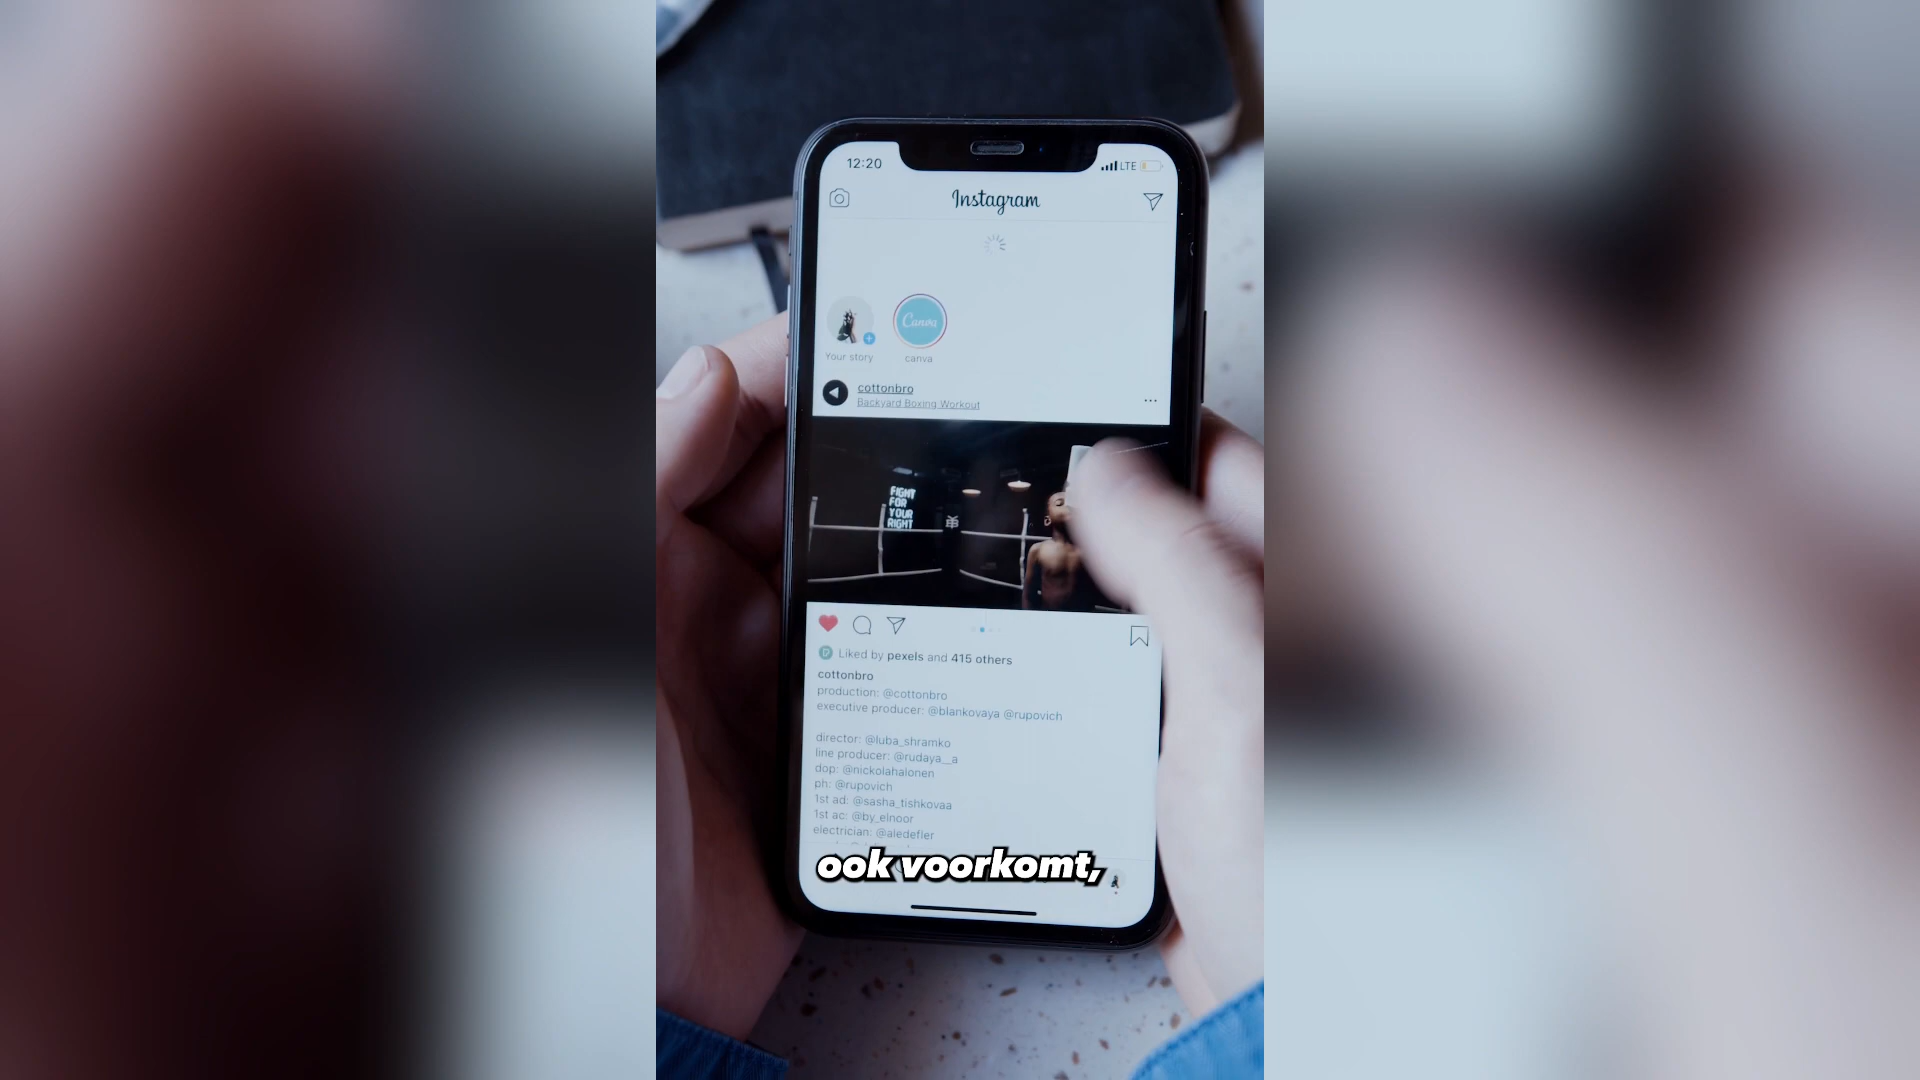 12:20
LTE
Instagram
Canva
Your story
canva
cottonbro
Backyard Boxing Workout
FIGHT
FOR
YOUR
RIGHT
Liked by pexels and 415 others
cottonbro
production: @cottonbro
executive producer: @blankovaya @rupovich
director: @luba_shramko
line producer: @rudaya__a
dop: @nickolahalonen
ph: @rupovich
1st ad: @sasha_tishkovaa
1st ac: @by_elnoor
electrician: @aledefler
ook voorkomt,